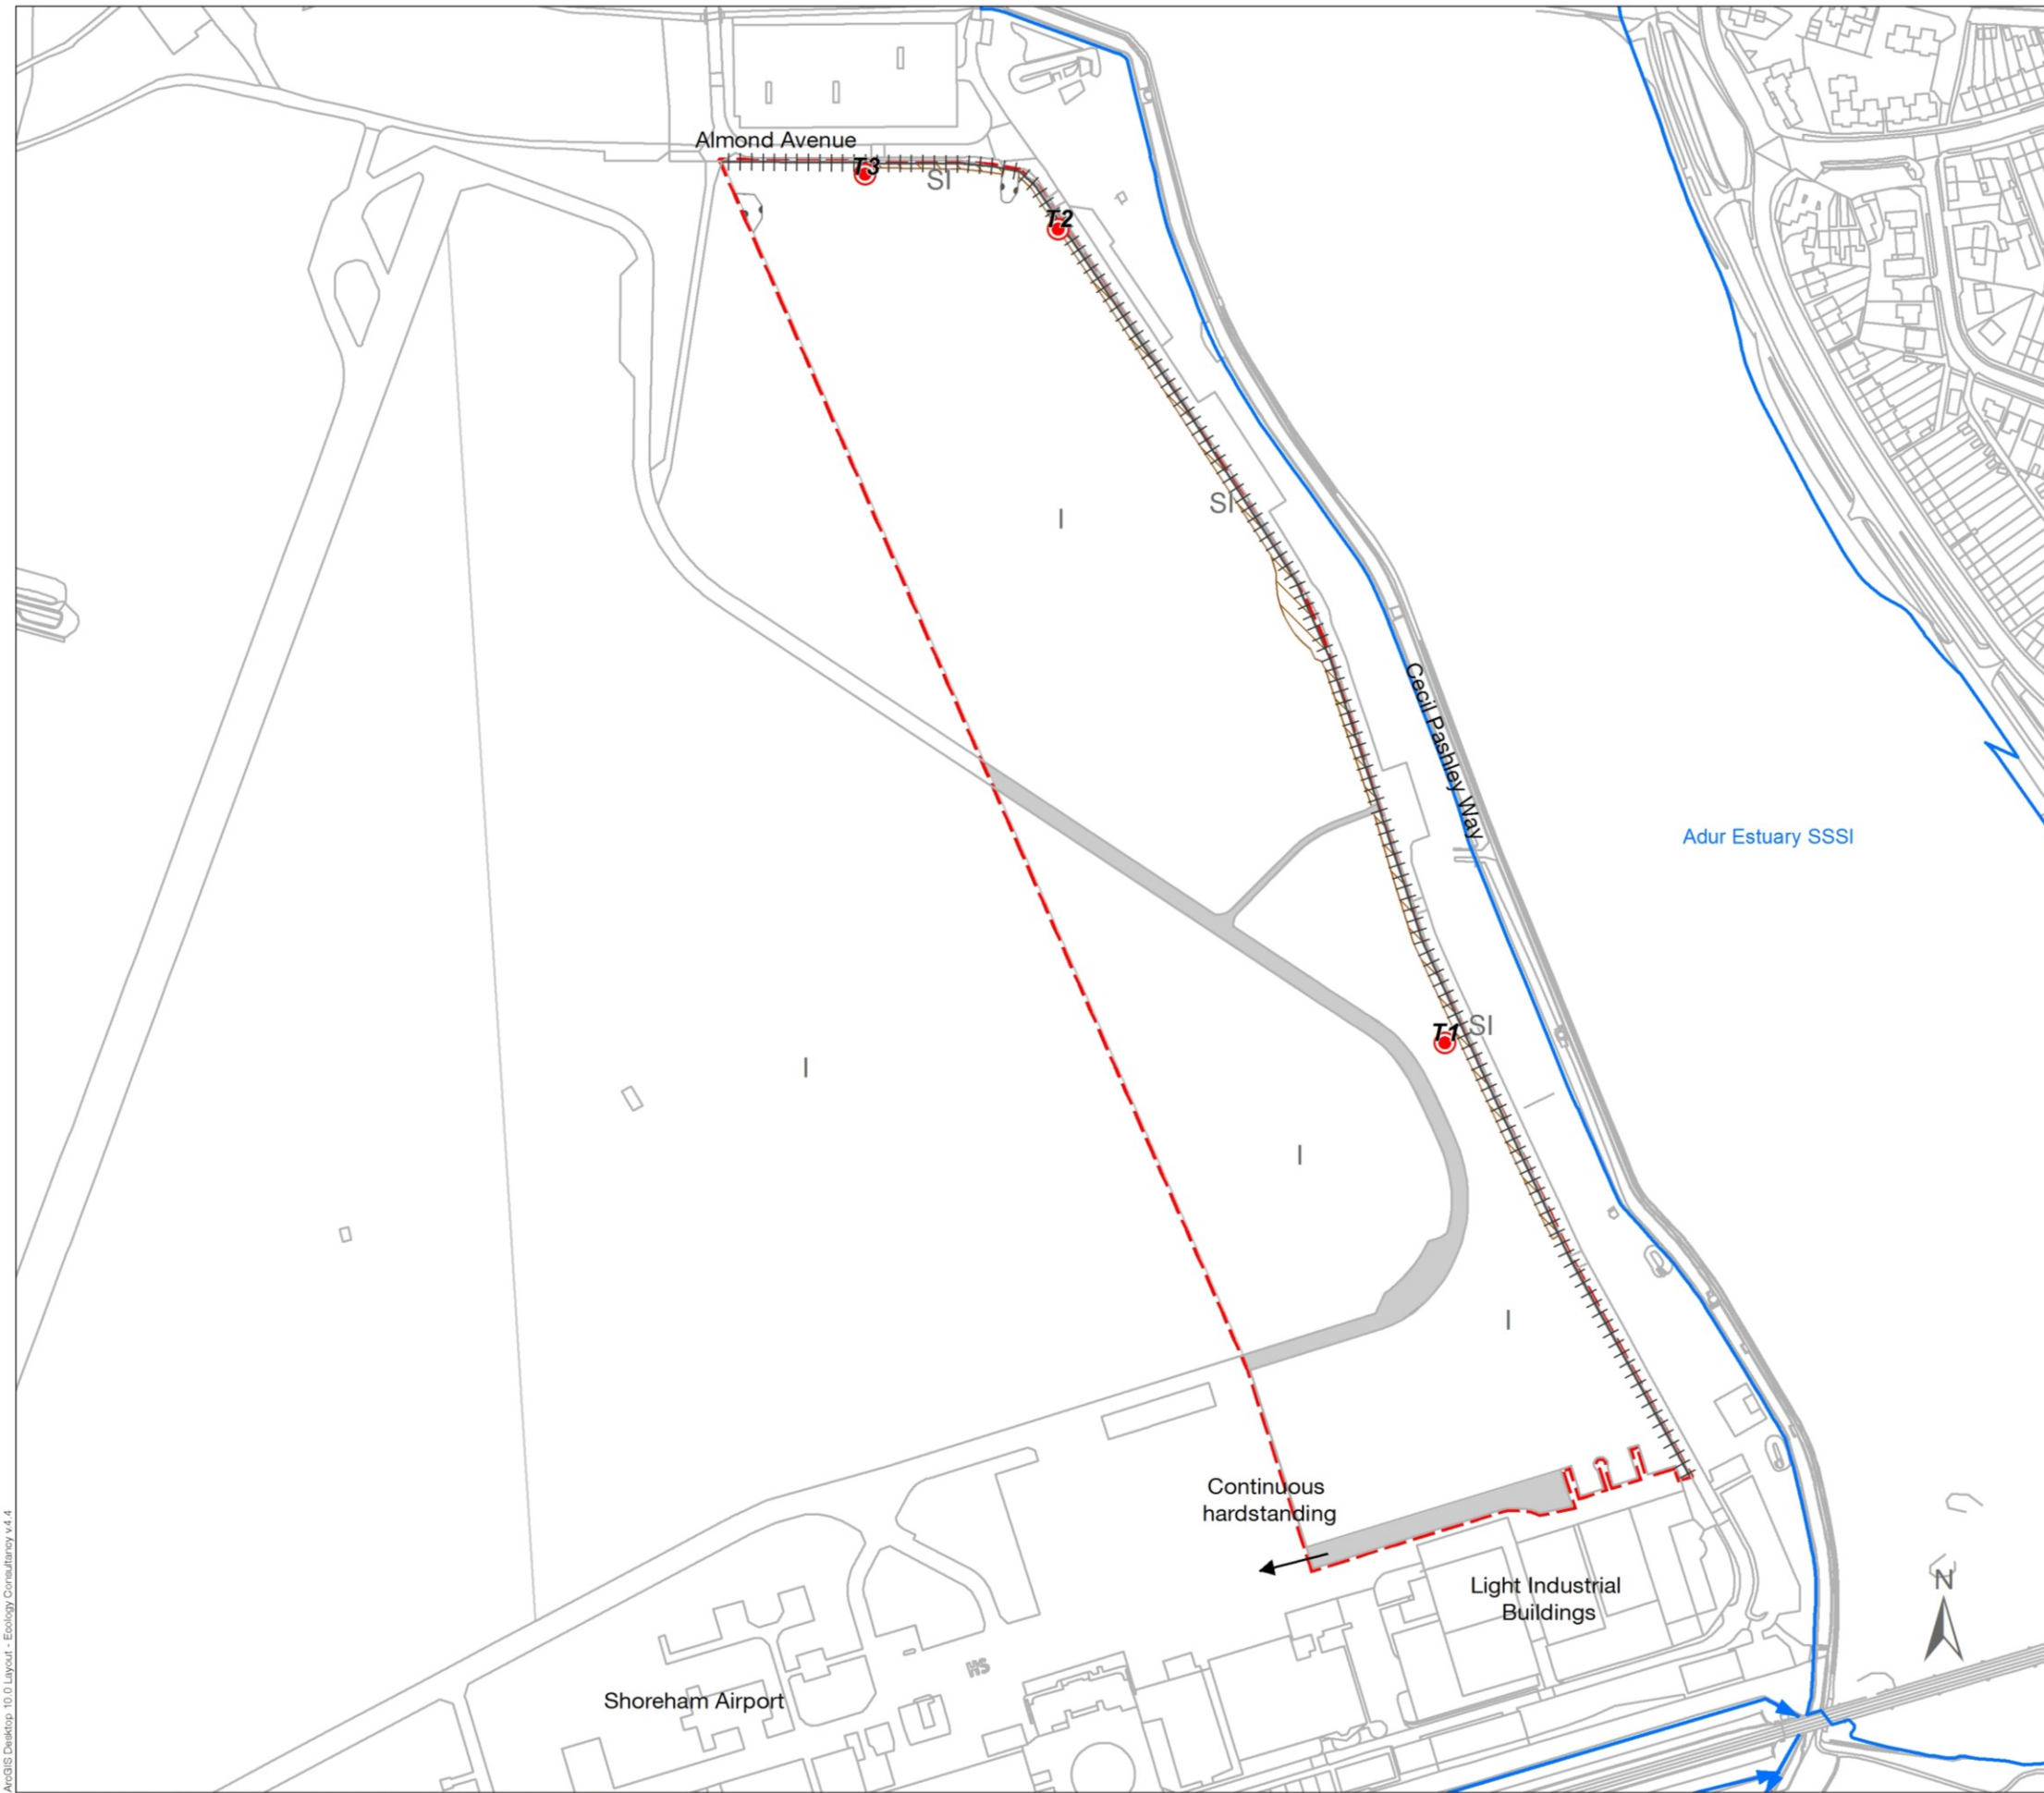 Almond Avenue
T3
SI
T2
SI
I
Cecil Pashley Way
Adur Estuary SSSI
T1
SI
I
I
I
Continuous
hardstanding
Light Industrial
Buildings
N
HS
Shoreham Airport
ArcGIS Desktop 10.0 Layout - Ecology Consultancy v.4.4